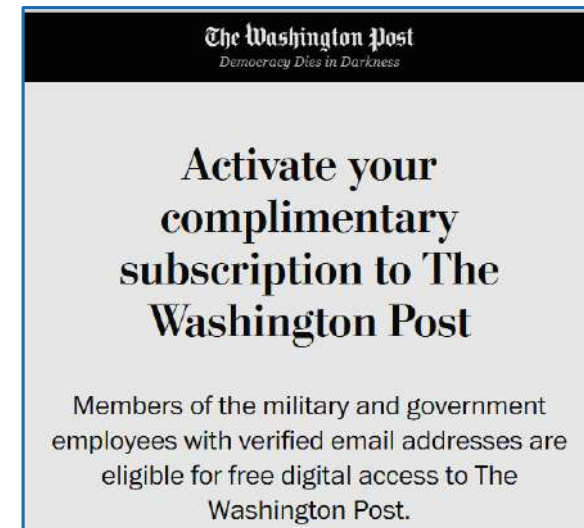 The Washington Post
Democracy Dies in Darkness
Activate your
complimentary
subscription to The
Washington Post
Members of the military and government
employees with verified email addresses are
eligible for free digital access to The
Washington Post.